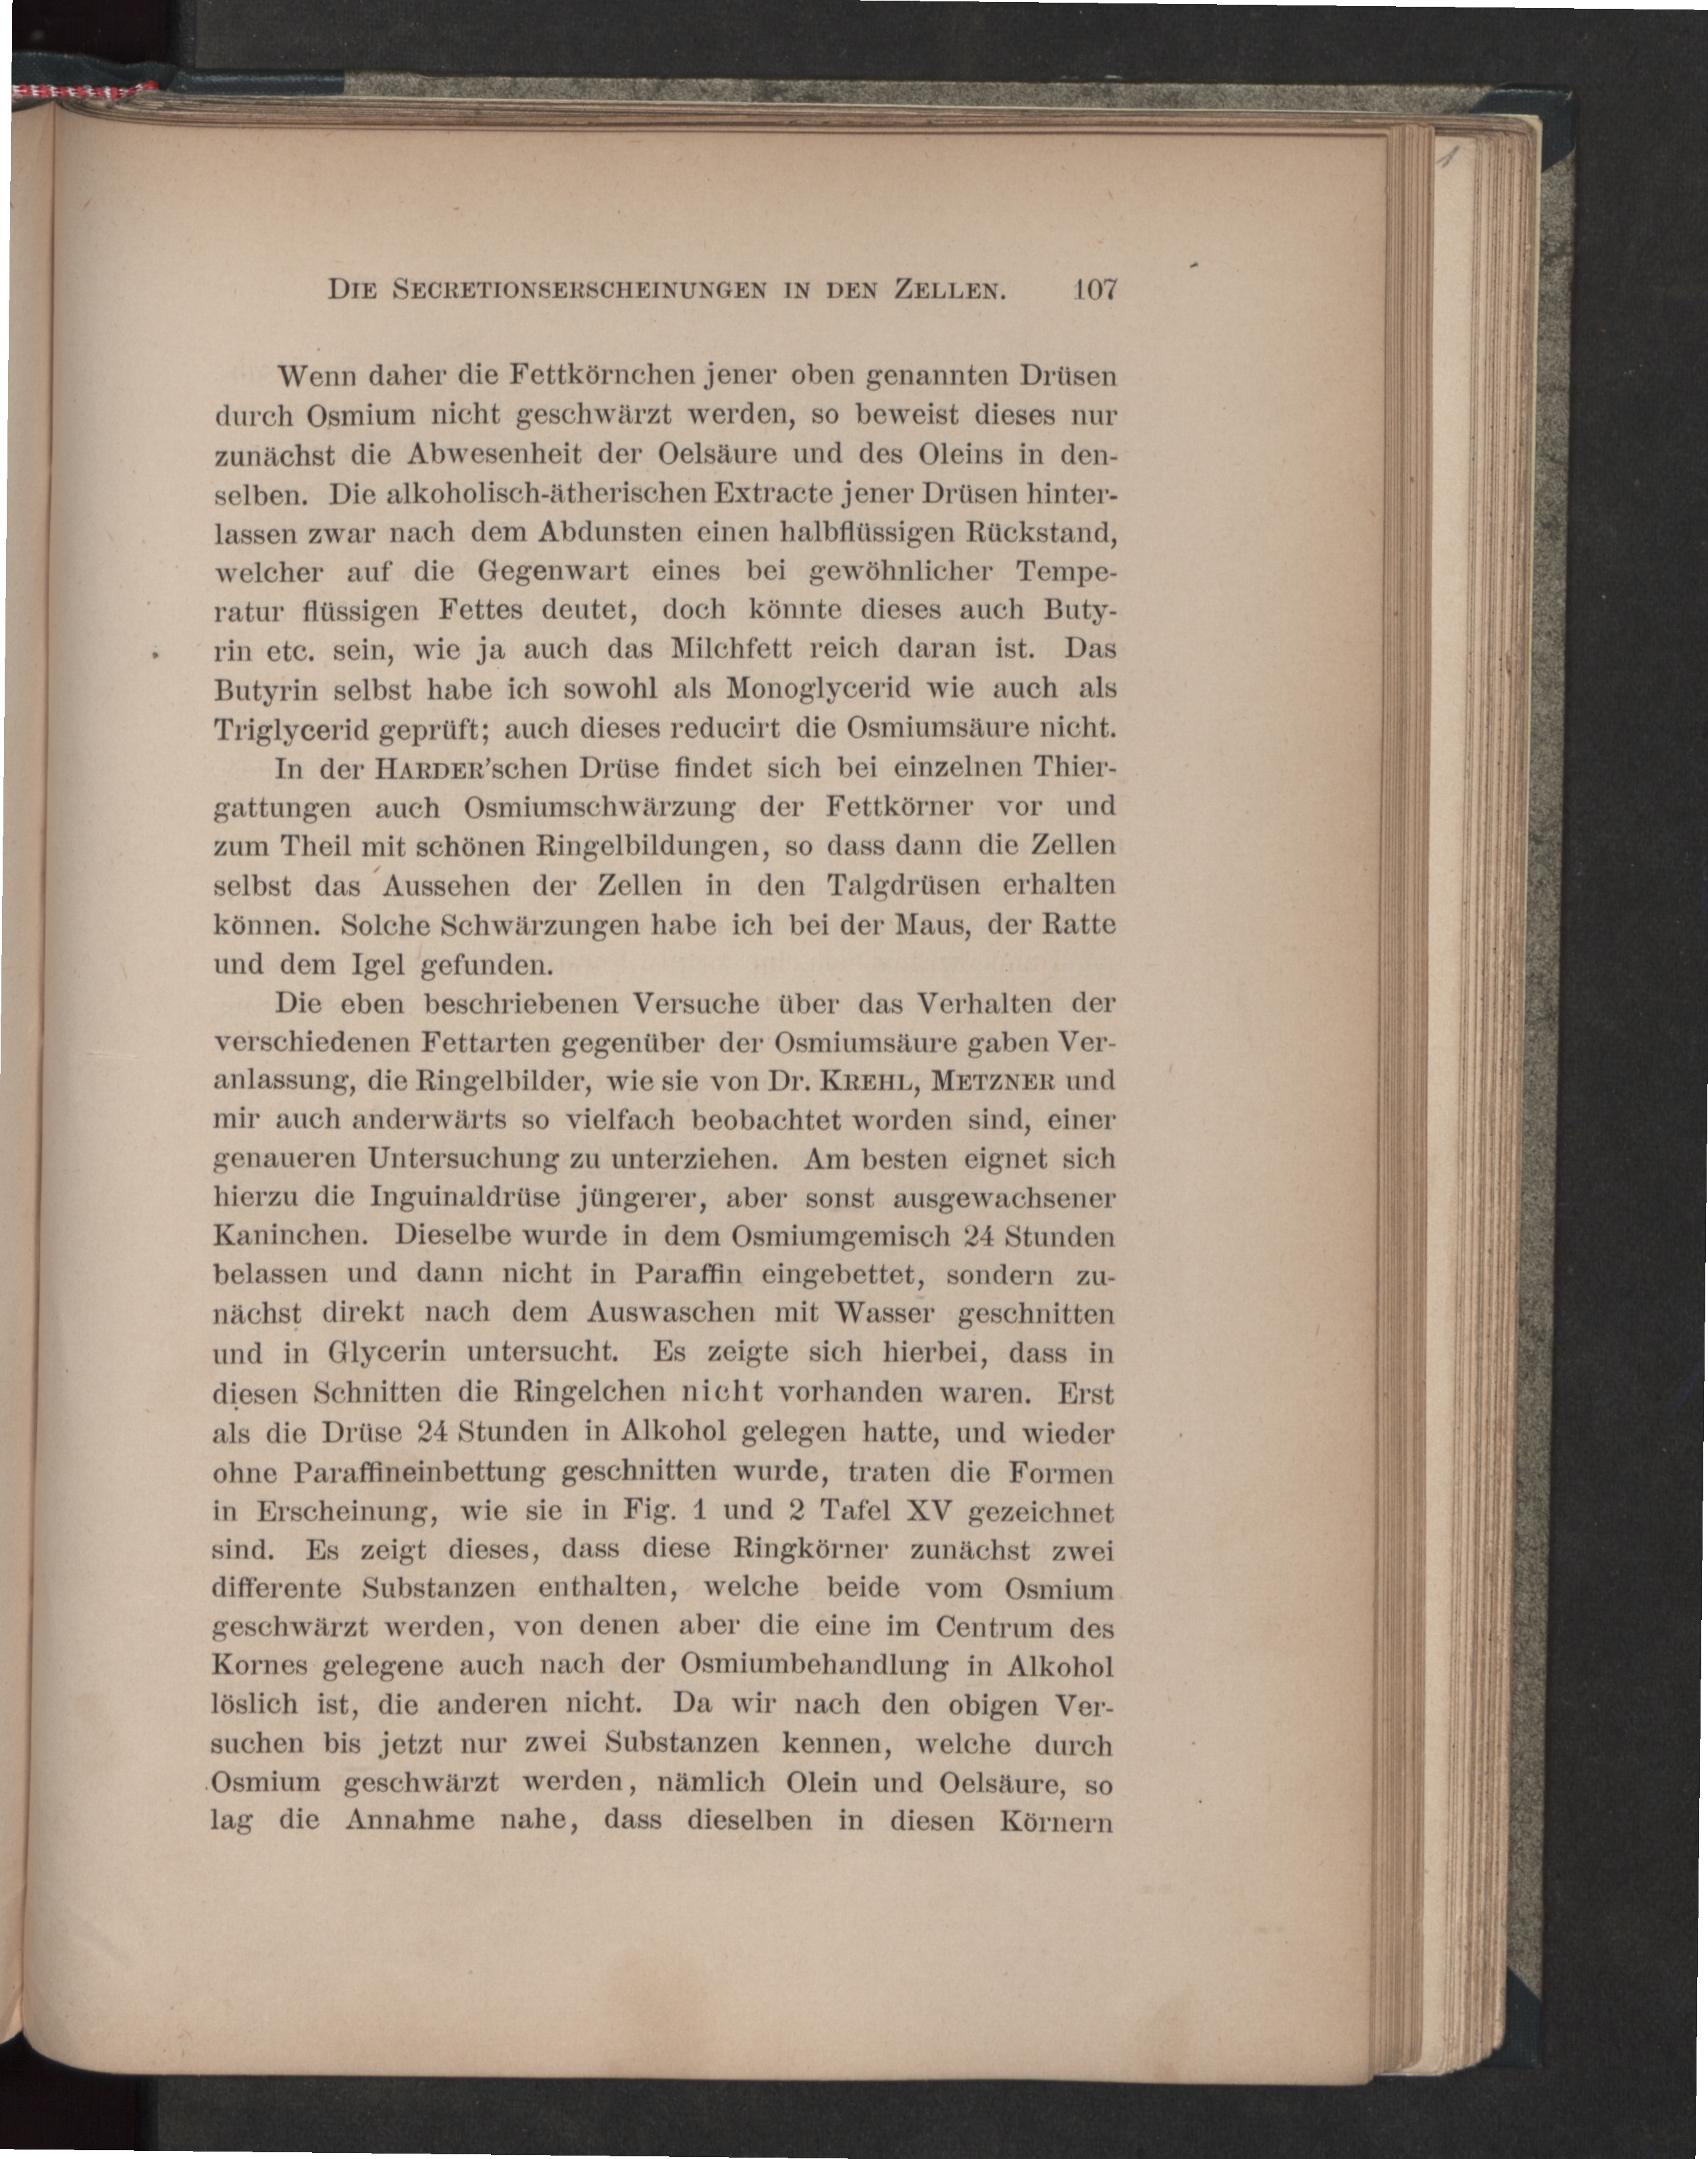 DIE SECRETIONSERSCHEINUNGEN IN DEN ZELLEN. 107
Wenn daher die Fettkörnchen jener oben genannten Drüsen
durch Osmium nicht geschwärzt werden, so beweist dieses nur
zunächst die Abwesenheit der Oelsäure und des Oleins in den-
selben. Die alkoholisch-ätherischen Extracte jener Drüsen hinter-
lassen zwar nach dem Abdunsten einen halbflüssigen Rückstand,
welcher auf die Gegenwart eines bei gewöhnlicher Tempe-
ratur flüssigen Fettes deutet, doch könnte dieses auch Buty-
rin etc. sein, wie ja auch das Milchfett reich daran ist. Das
Butyrin selbst habe ich sowohl als Monoglycerid wie auch als
Triglycerid geprüft; auch dieses reducirt die Osmiumsäure nicht.
In der HARDER'schen Drüse findet sich bei einzelnen Thier-
gattungen auch Osmiumschwärzung der Fettkörner vor und
zum Theil mit schönen Ringelbildungen, so dass dann die Zellen
selbst das Aussehen der Zellen in den Talgdrüsen erhalten
können. Solche Schwärzungen habe ich bei der Maus, der Ratte
und dem Igel gefunden.
Die eben beschriebenen Versuche über das Verhalten der
verschiedenen Fettarten gegenüber der Osmiumsäure gaben Ver-
anlassung, die Ringelbilder, wie sie von Dr. KREHL, METZNER und
mir auch anderwärts so vielfach beobachtet worden sind, einer
genaueren Untersuchung zu unterziehen. Am besten eignet sich
hierzu die Inguinaldrüse jüngerer, aber sonst ausgewachsener
Kaninchen. Dieselbe wurde in dem Osmiumgemisch 24 Stunden
belassen und dann nicht in Paraffin eingebettet, sondern zu-
nächst direkt nach dem Auswaschen mit Wasser geschnitten
und in Glycerin untersucht. Es zeigte sich hierbei, dass in
diesen Schnitten die Ringelchen nicht vorhanden waren. Erst
als die Drüse 24 Stunden in Alkohol gelegen hatte, und wieder
ohne Paraffineinbettung geschnitten wurde, traten die Formen
in Erscheinung, wie sie in Fig. 1 und 2 Tafel XV gezeichnet
sind. Es zeigt dieses, dass diese Ringkörner zunächst zwei
differente Substanzen enthalten, welche beide vom Osmium
geschwärzt werden, von denen aber die eine im Centrum des
Kornes gelegene auch nach der Osmiumbehandlung in Alkohol
löslich ist, die anderen nicht. Da wir nach den obigen Ver-
suchen bis jetzt nur zwei Substanzen kennen, welche durch
Osmium geschwärzt werden, nämlich Olein und Oelsäure, so
lag die Annahme nahe, dass dieselben in diesen Körnern